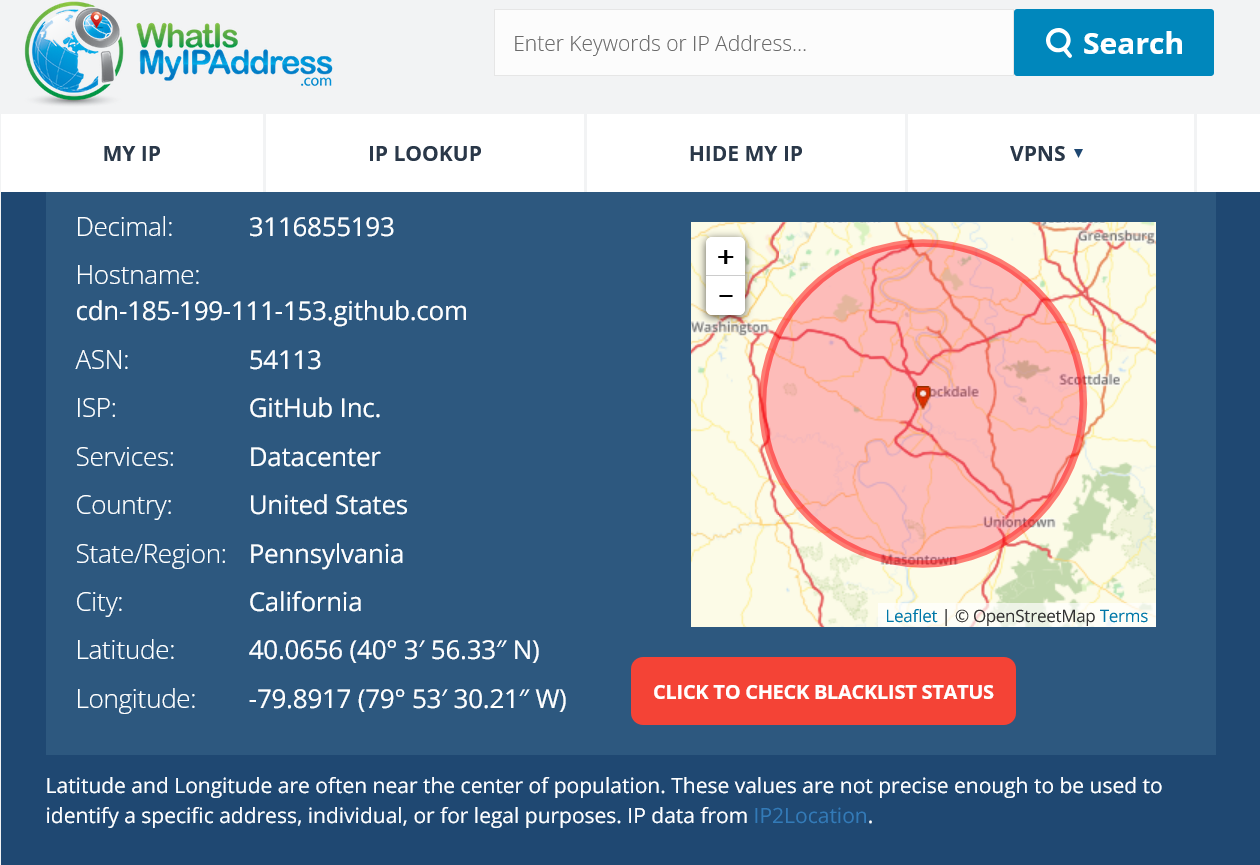 WhatIs
MyIPAddress
.com
Enter Keywords or IP Address...
Search
MY IP
IP LOOKUP
HIDE MY IP
VPNS ▼
Decimal: 3116855193
Hostname:
cdn-185-199-111-153.github.com
ASN: 54113
ISP: GitHub Inc.
Services: Datacenter
Country: United States
State/Region: Pennsylvania
City: California
Latitude: 40.0656 (40° 3′ 56.33″ N)
Longitude: -79.8917 (79° 53′ 30.21″ W)
+
−
Greensburg
Washington
Scottdale
ockdale
Uniontown
Masontown
Leaflet | © OpenStreetMap Terms
CLICK TO CHECK BLACKLIST STATUS
Latitude and Longitude are often near the center of population. These values are not precise enough to be used to
identify a specific address, individual, or for legal purposes. IP data from IP2Location.